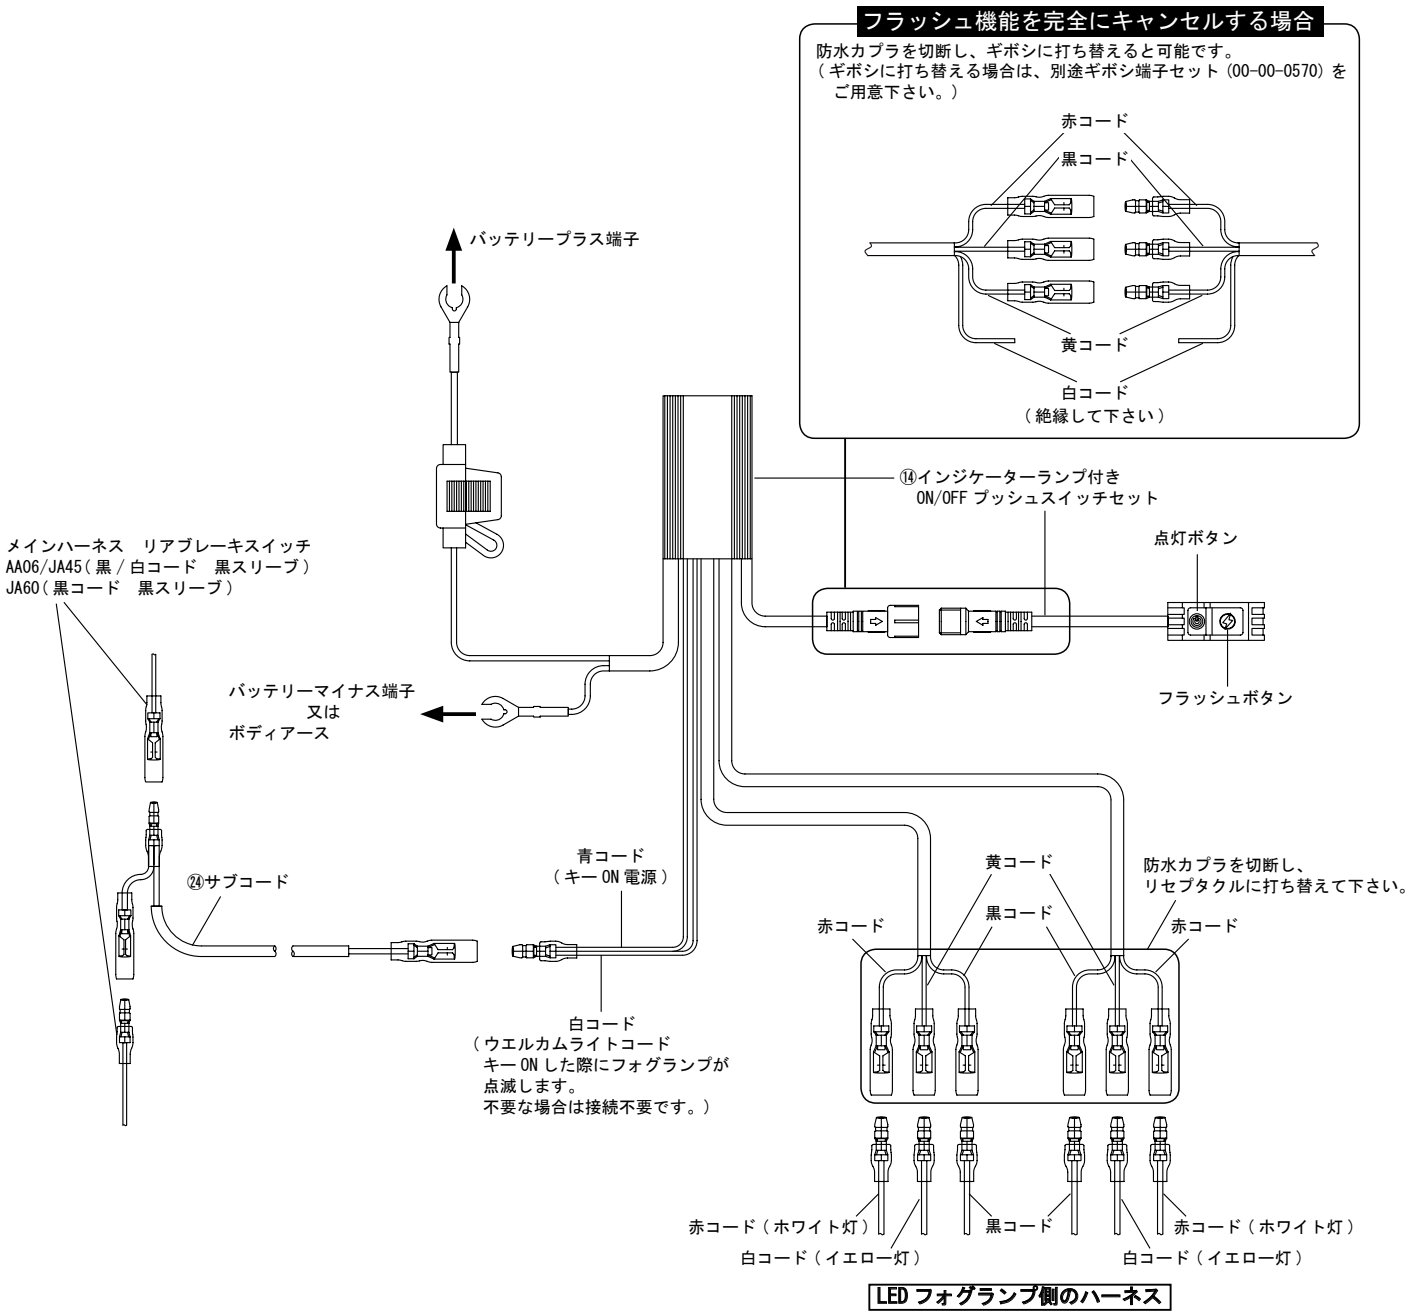 フラッシュ機能を完全にキャンセルする場合
防水カプラを切断し、ギボシに打ち替えると可能です。
(ギボシに打ち替える場合は、別途ギボシ端子セット(00-00-0570)を
ご用意下さい。)
赤コード
黒コード
黄コード
白コード
(絶縁して下さい)
バッテリープラス端子
⑭インジケーターランプ付き
ON/OFF プッシュスイッチセット
点灯ボタン
フラッシュボタン
メインハーネス　リアブレーキスイッチ
AA06/JA45(黒/白コード　黒スリーブ)
JA60(黒コード　黒スリーブ)
バッテリーマイナス端子
又は
ボディアース
㉔サブコード
青コード
(キーON電源)
白コード
(ウエルカムライトコード
キーONした際にフォグランプが
点滅します。
不要な場合は接続不要です。)
黄コード
黒コード
赤コード
防水カプラを切断し、
リセプタクルに打ち替えて下さい。
赤コード
赤コード(ホワイト灯)
黒コード
赤コード(ホワイト灯)
白コード(イエロー灯)
白コード(イエロー灯)
LED フォグランプ側のハーネス